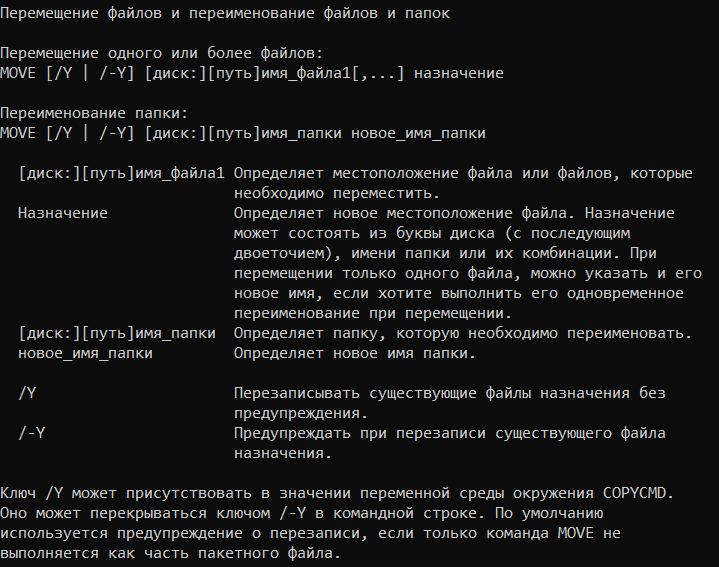 Перемещение файлов и переименование файлов и папок
Перемещение одного или более файлов:
MOVE [/Y | /-Y] [диск:][путь]имя_файла1[,...] назначение
Переименование папки:
MOVE [/Y | /-Y] [диск:][путь]имя_папки новое_имя_папки
[диск:][путь]имя_файла1 Определяет местоположение файла или файлов, которые
необходимо переместить.
Назначение Определяет новое местоположение файла. Назначение
может состоять из буквы диска (с последующим
двоеточием), имени папки или их комбинации. При
перемещении только одного файла, можно указать и его
новое имя, если хотите выполнить его одновременное
переименование при перемещении.
[диск:][путь]имя_папки Определяет папку, которую необходимо переименовать.
новое_имя_папки Определяет новое имя папки.
/Y Перезаписывать существующие файлы назначения без
предупреждения.
/-Y Предупреждать при перезаписи существующего файла
назначения.
Ключ /Y может присутствовать в значении переменной среды окружения COPYCMD.
Оно может перекрываться ключом /-Y в командной строке. По умолчанию
используется предупреждение о перезаписи, если только команда MOVE не
выполняется как часть пакетного файла.